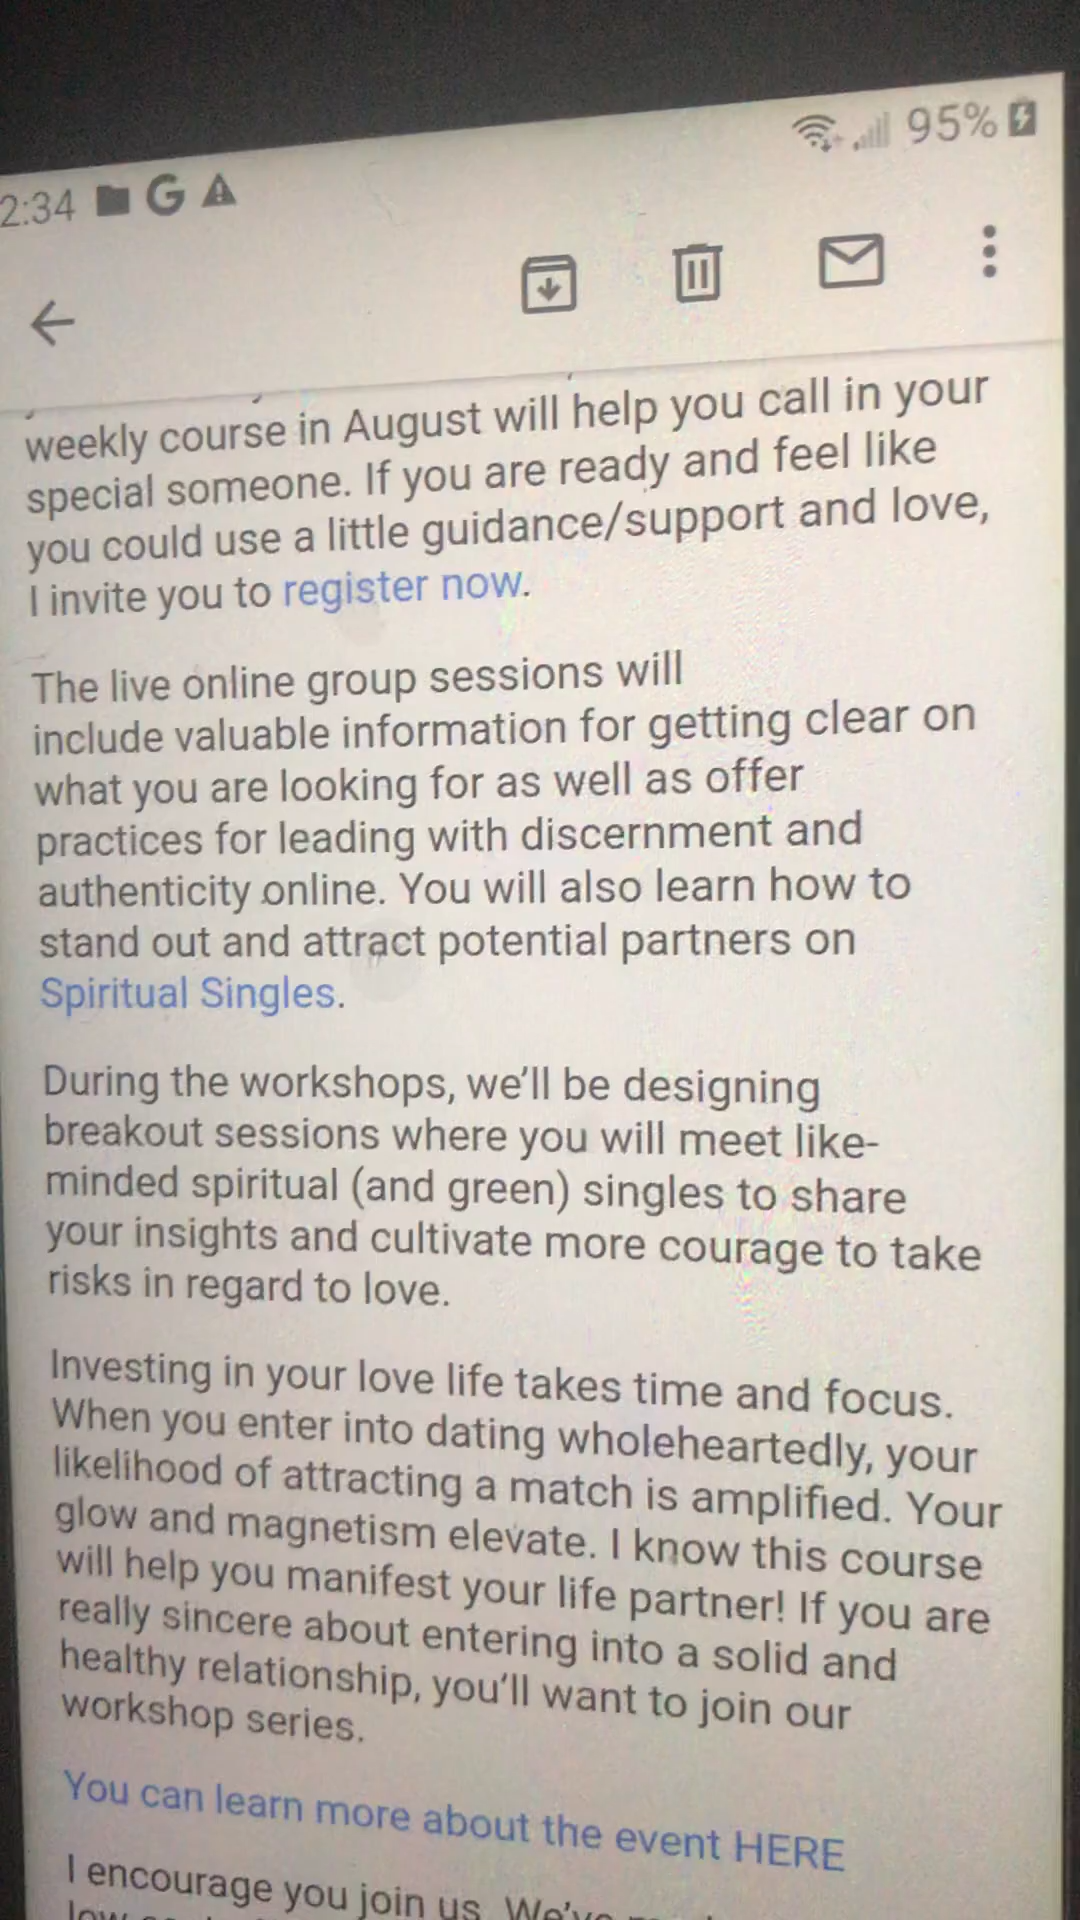 2:34 G 95%
weekly course in August will help you call in your
special someone. If you are ready and feel like
you could use a little guidance/support and love,
I invite you to register now.
The live online group sessions will
include valuable information for getting clear on
what you are looking for as well as offer
practices for leading with discernment and
authenticity online. You will also learn how to
stand out and attract potential partners on
Spiritual Singles.
During the workshops, we'll be designing
breakout sessions where you will meet like-
minded spiritual (and green) singles to share
your insights and cultivate more courage to take
risks in regard to love.
Investing in your love life takes time and focus.
When you enter into dating wholeheartedly, your
likelihood of attracting a match is amplified. Your
glow and magnetism elevate. I know this course
will help you manifest your life partner! If you are
really sincere about entering into a solid and
healthy relationship, you'll want to join our
workshop series.
You can learn more about the event HERE
I encourage you join us. We've